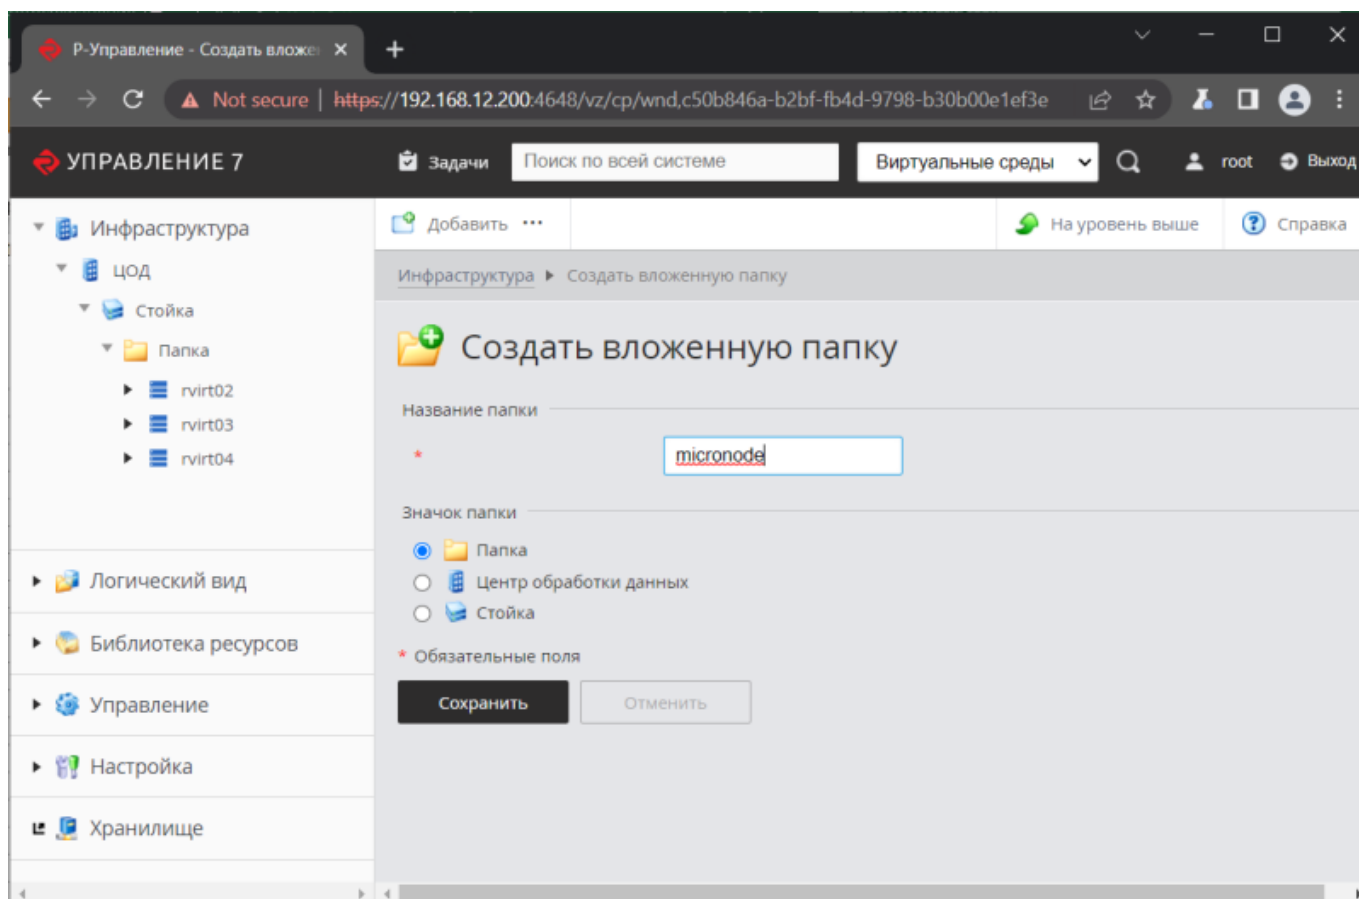 Р-Управление - Создать вложе
Not secure | https://192.168.12.200:4648/vz/cp/wnd,c50b846a-b2bf-fb4d-9798-b30b00e1ef3e
УПРАВЛЕНИЕ 7
Задачи
Поиск по всей системе
Виртуальные среды
root
Выход
Инфраструктура
ЦОД
Стойка
Папка
rvirt02
rvirt03
rvirt04
Логический вид
Библиотека ресурсов
Управление
Настройка
Хранилище
Добавить ...
На уровень выше
Справка
Инфраструктура
Создать вложенную папку
Создать вложенную папку
Название папки
*
micronode
Значок папки
Папка
Центр обработки данных
Стойка
* Обязательные поля
Сохранить
Отменить